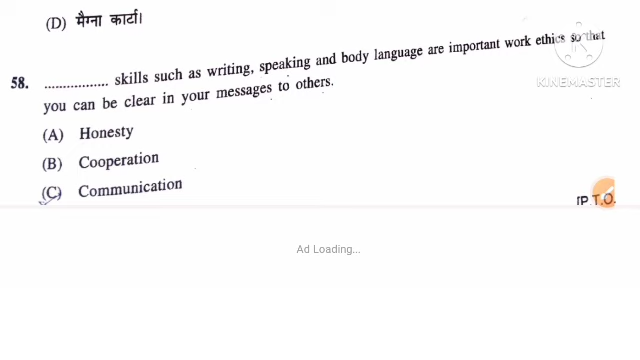 (D) मैग्ना कार्टा।
58. ................. skills such as writing, speaking and body language are important work ethics so that
you can be clear in your messages to others.
KINEMASTER
(A) Honesty
(B) Cooperation
(C) Communication
[P.T.O.
Ad Loading...